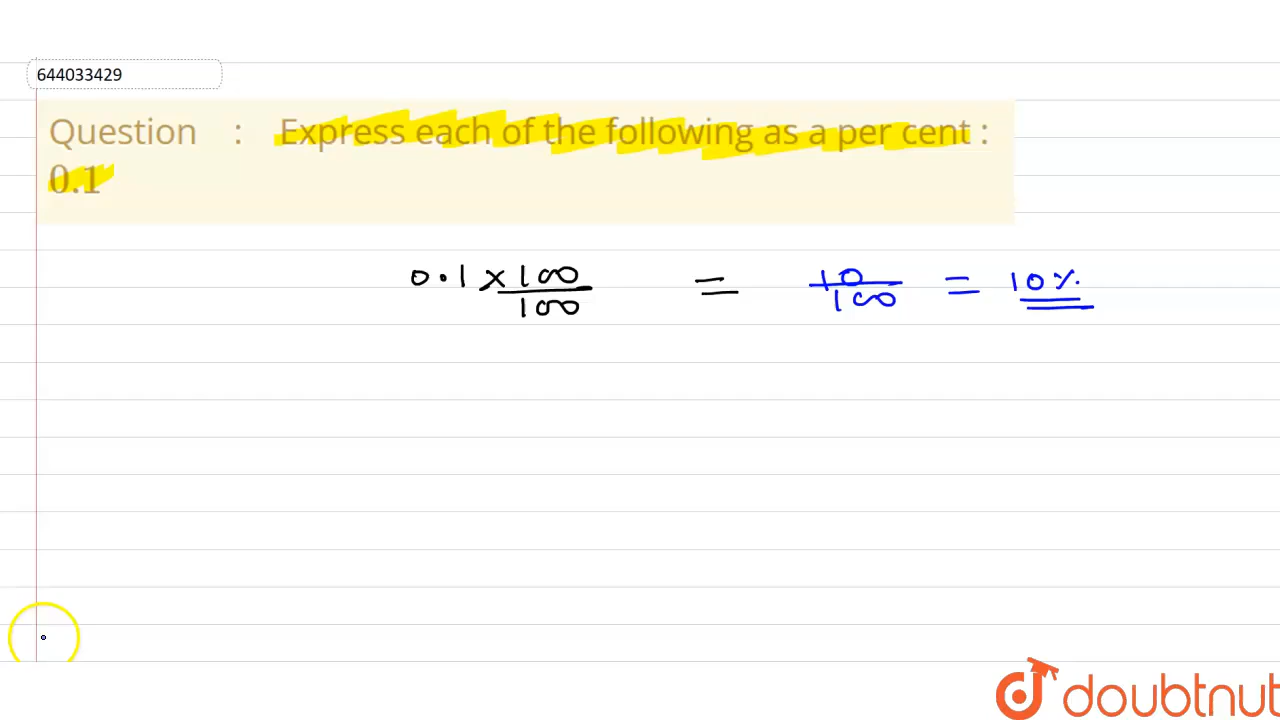 644033429
Question : Express each of the following as a per cent :
0.1
0.1 × 100/100 = 10/100 = 10%
doubtnut